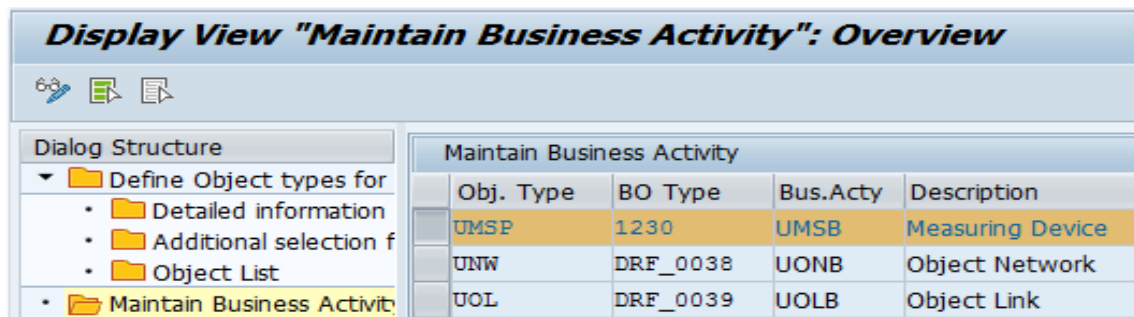 Display View "Maintain Business Activity": Overview
Dialog Structure
Define Object types for
Detailed information
Additional selection f
Object List
Maintain Business Activit
Maintain Business Activity
Obj. Type BO Type Bus.Acty Description
UMSP 1230 UMSB Measuring Device
UNW DRF_0038 UONB Object Network
UOL DRF_0039 UOLB Object Link